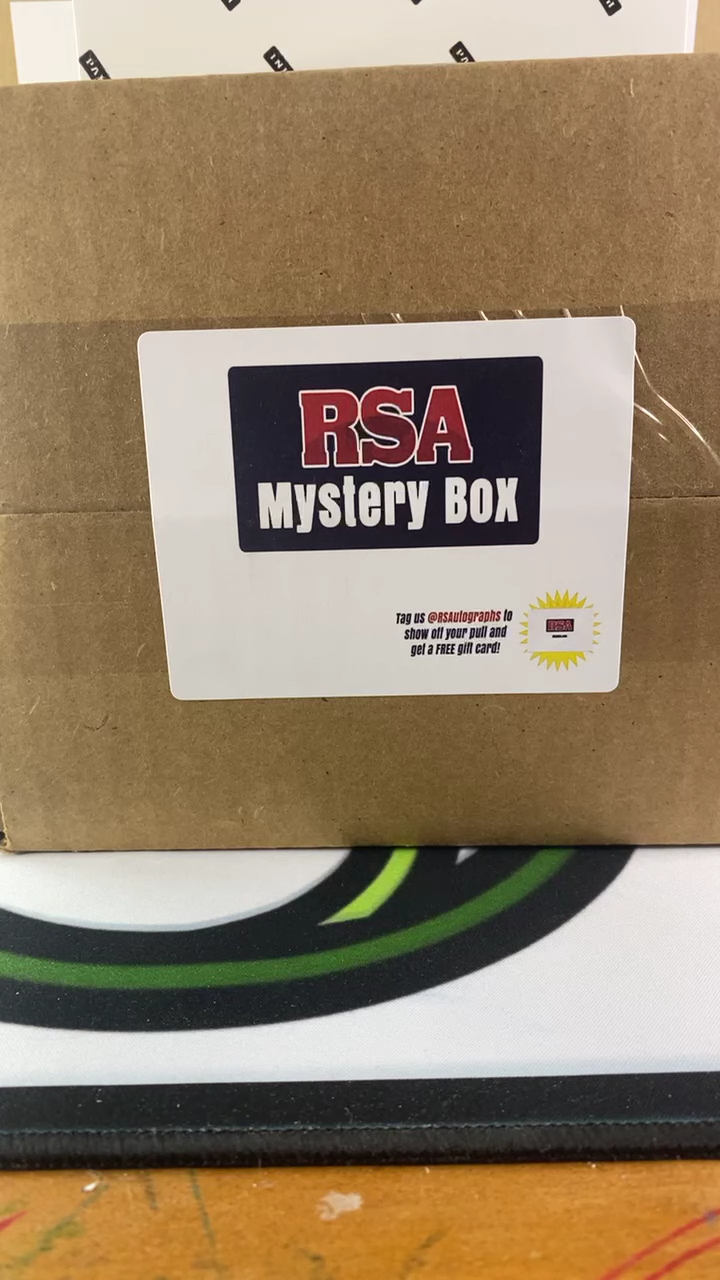 RSA
Mystery Box
Tag us @RSAutographs to
show off your pull and
get a FREE gift card!
RSA